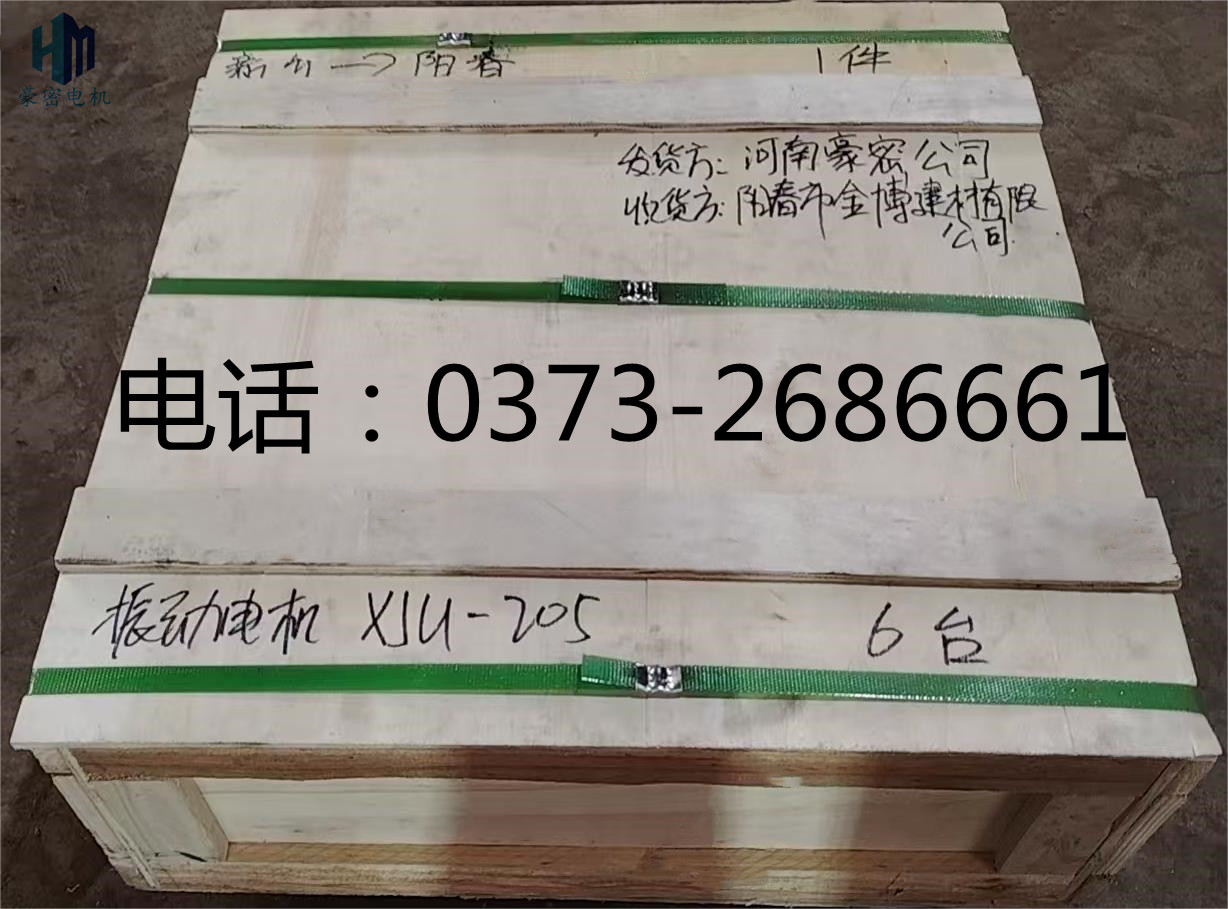 HM
豪密电机
新乡→阳春 1件
发货方:河南豪密公司
收货方:阳春市金博建材有限
公司
电话：0373-2686661
振动电机 XJU-205 6台